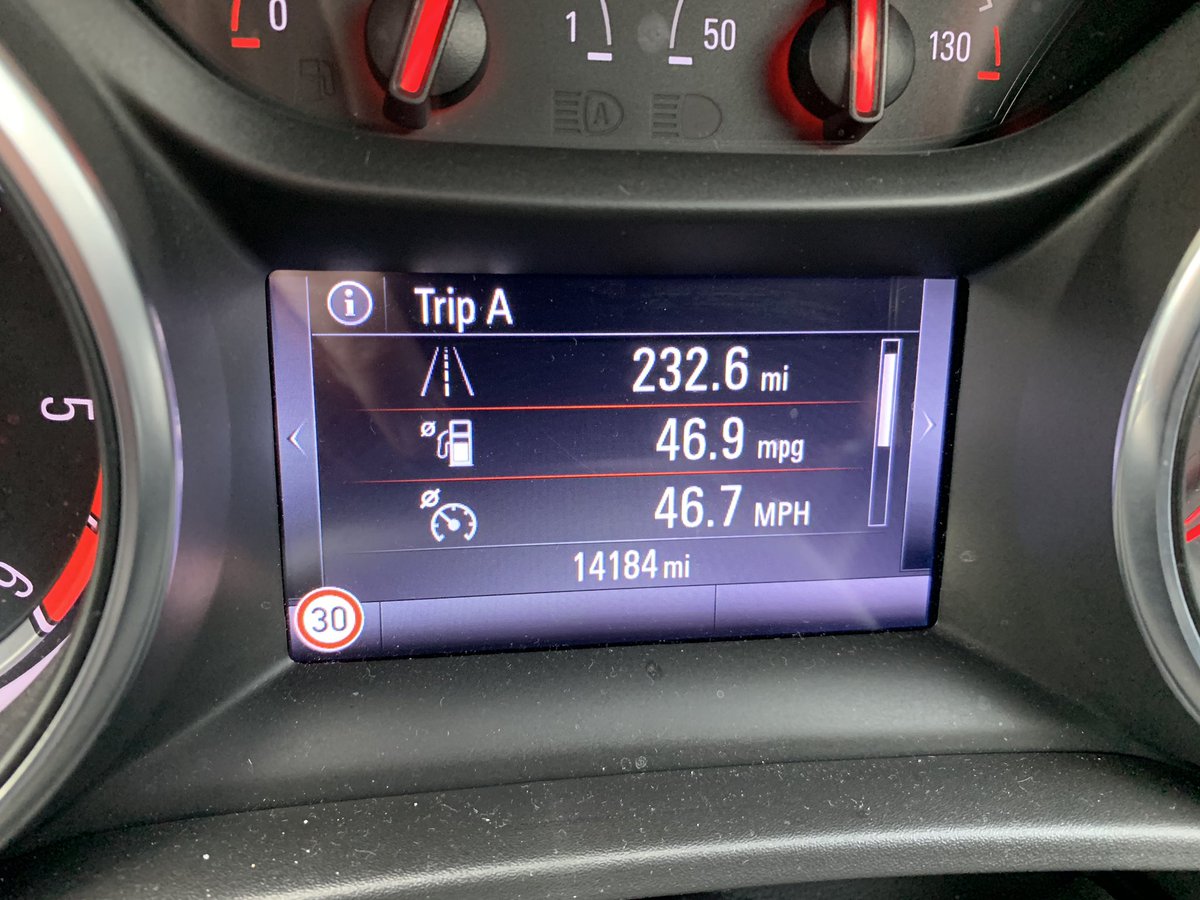 0
1
50
130
A
i Trip A
232.6 mi
Ø 46.9 mpg
Ø 46.7 MPH
14184 mi
30
5
6